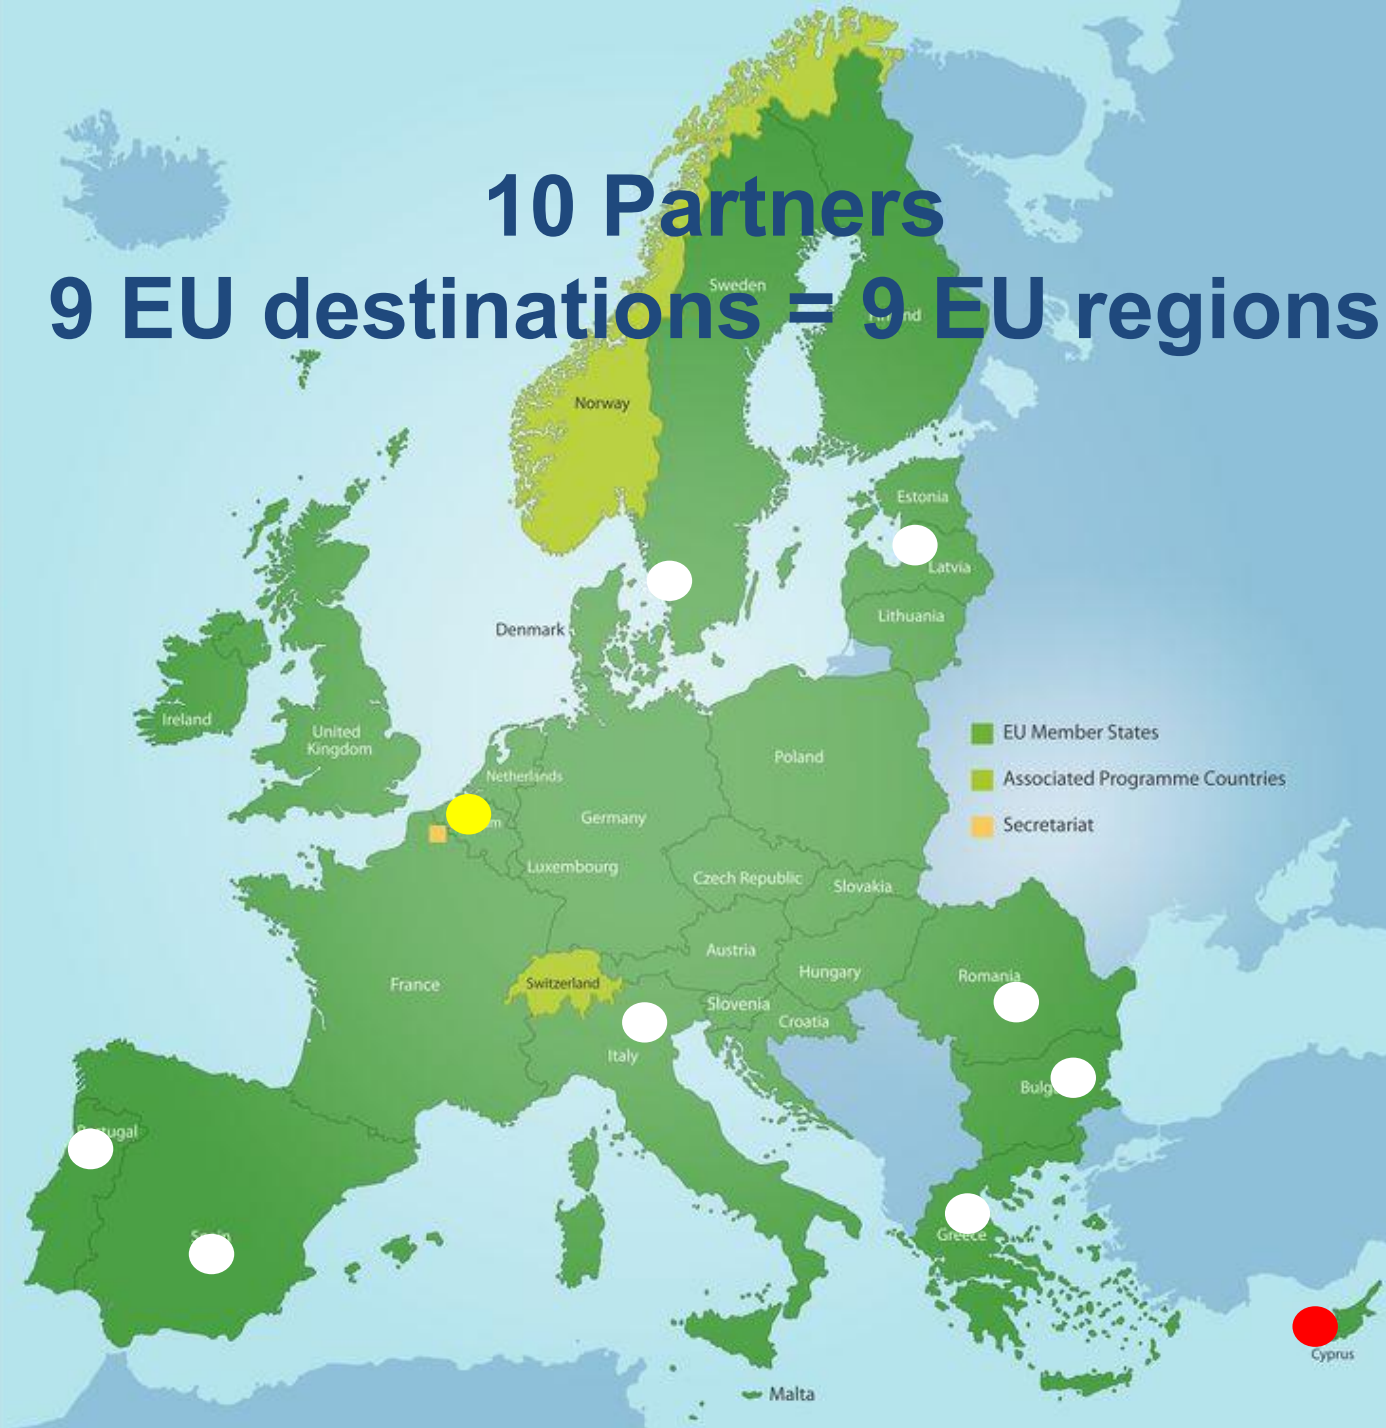 10 Partners
9 EU destinations = 9 EU regions
Sweden
Norway
Estonia
Latvia
Lithuania
Denmark
Ireland
United
Kingdom
EU Member States
Netherlands
Poland
Associated Programme Countries
Germany
Secretariat
Luxembourg
Czech Republic
Slovakia
Austria
Hungary
Romania
France
Switzerland
Slovenia
Croatia
Italy
Greece
Cyprus
Malta